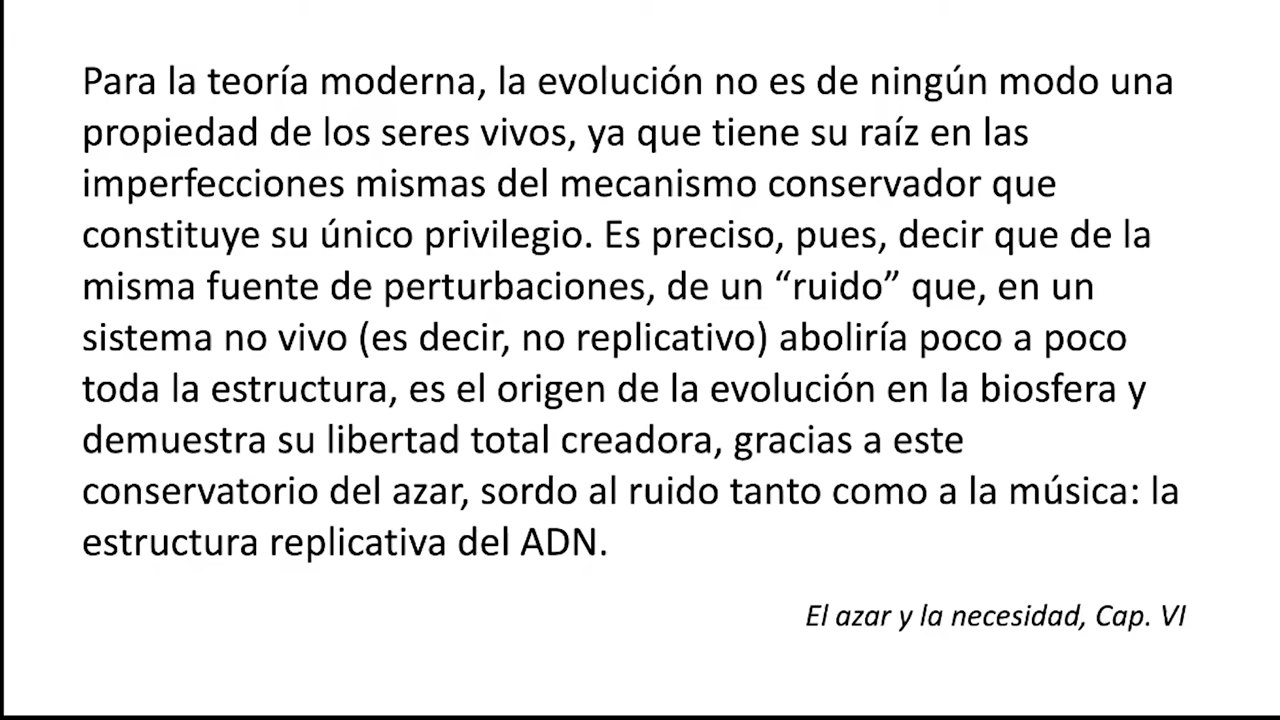 Para la teoría moderna, la evolución no es de ningún modo una
propiedad de los seres vivos, ya que tiene su raíz en las
imperfecciones mismas del mecanismo conservador que
constituye su único privilegio. Es preciso, pues, decir que de la
misma fuente de perturbaciones, de un “ruido” que, en un
sistema no vivo (es decir, no replicativo) aboliría poco a poco
toda la estructura, es el origen de la evolución en la biosfera y
demuestra su libertad total creadora, gracias a este
conservatorio del azar, sordo al ruido tanto como a la música: la
estructura replicativa del ADN.
El azar y la necesidad, Cap. VI